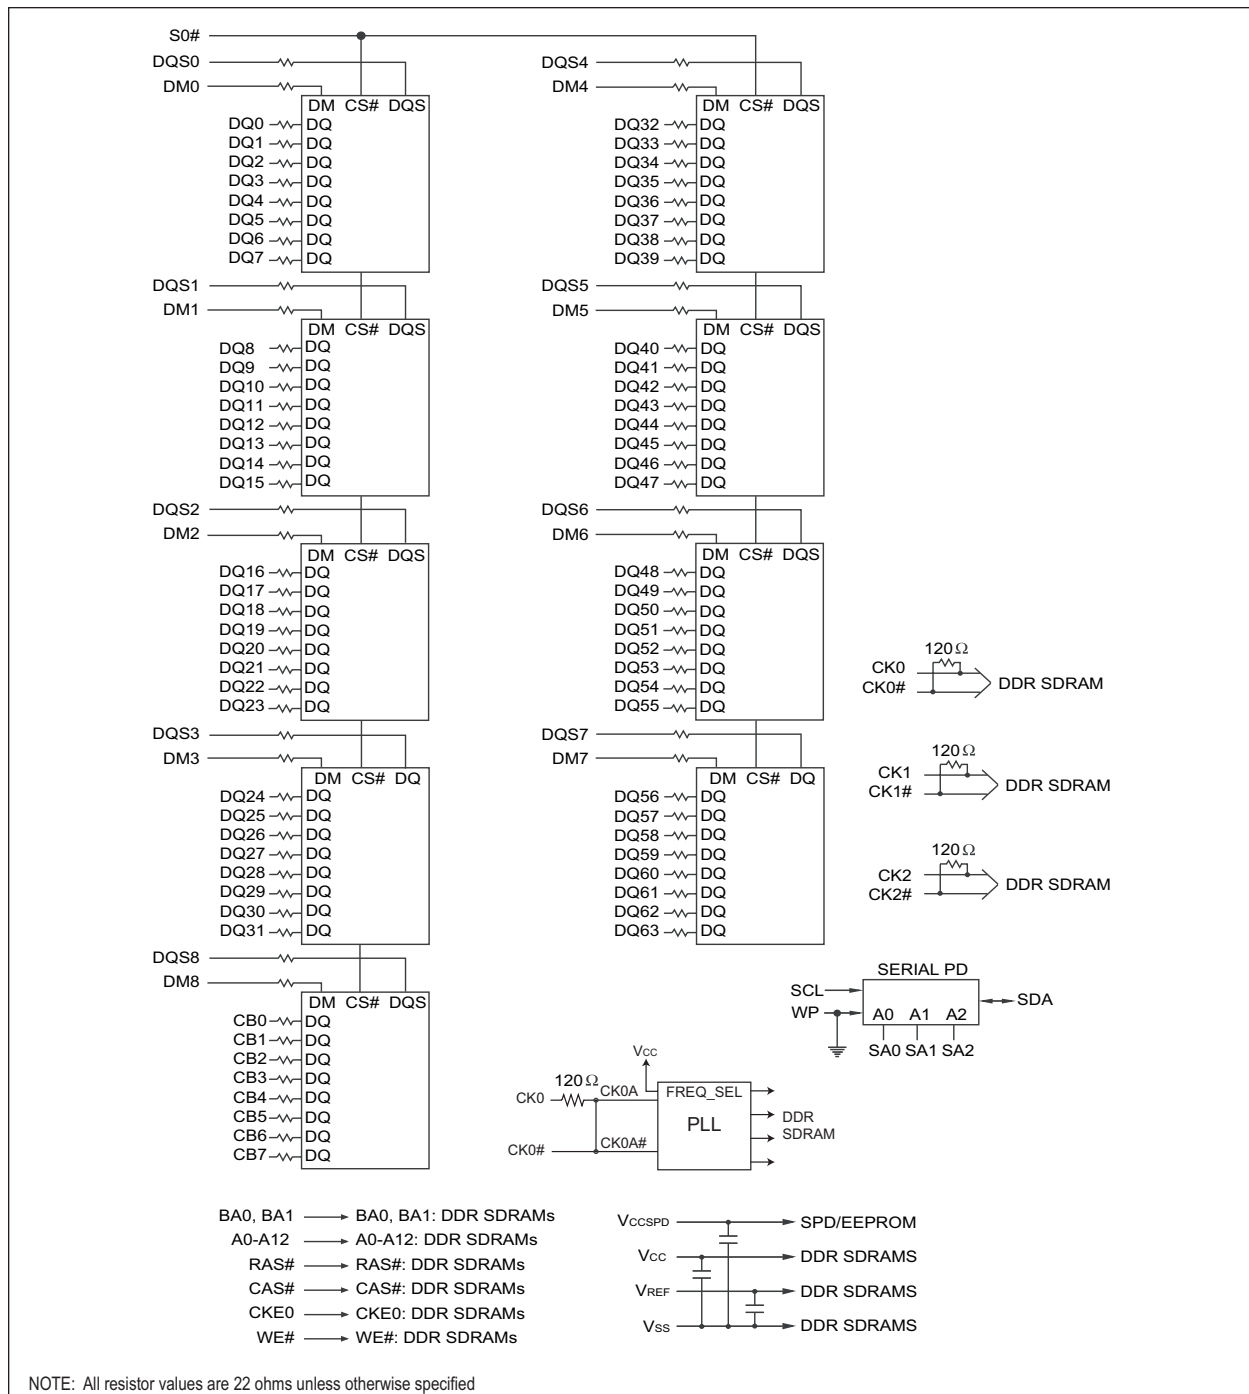 S0#
DQS0
DM0
DM CS# DQS
DQ0 DQ
DQ1 DQ
DQ2 DQ
DQ3 DQ
DQ4 DQ
DQ5 DQ
DQ6 DQ
DQ7 DQ
DQS1
DM1
DM CS# DQS
DQ8 DQ
DQ9 DQ
DQ10 DQ
DQ11 DQ
DQ12 DQ
DQ13 DQ
DQ14 DQ
DQ15 DQ
DQS2
DM2
DM CS# DQS
DQ16 DQ
DQ17 DQ
DQ18 DQ
DQ19 DQ
DQ20 DQ
DQ21 DQ
DQ22 DQ
DQ23 DQ
DQS3
DM3
DM CS# DQ
DQ24 DQ
DQ25 DQ
DQ26 DQ
DQ27 DQ
DQ28 DQ
DQ29 DQ
DQ30 DQ
DQ31 DQ
DQS8
DM8
DM CS# DQS
CB0 DQ
CB1 DQ
CB2 DQ
CB3 DQ
CB4 DQ
CB5 DQ
CB6 DQ
CB7 DQ
DQS4
DM4
DM CS# DQS
DQ32 DQ
DQ33 DQ
DQ34 DQ
DQ35 DQ
DQ36 DQ
DQ37 DQ
DQ38 DQ
DQ39 DQ
DQS5
DM5
DM CS# DQS
DQ40 DQ
DQ41 DQ
DQ42 DQ
DQ43 DQ
DQ44 DQ
DQ45 DQ
DQ46 DQ
DQ47 DQ
DQS6
DM6
DM CS# DQS
DQ48 DQ
DQ49 DQ
DQ50 DQ
DQ51 DQ
DQ52 DQ
DQ53 DQ
DQ54 DQ
DQ55 DQ
DQS7
DM7
DM CS# DQ
DQ56 DQ
DQ57 DQ
DQ58 DQ
DQ59 DQ
DQ60 DQ
DQ61 DQ
DQ62 DQ
DQ63 DQ
120Ω
CK0
CK0#
DDR SDRAM
120Ω
CK1
CK1#
DDR SDRAM
120Ω
CK2
CK2#
DDR SDRAM
SERIAL PD
SCL
WP
A0 A1 A2
SDA
SA0 SA1 SA2
VCC
120Ω
CK0 CK0A
FREQ_SEL
PLL
CK0# CK0A#
DDR
SDRAM
BA0, BA1 BA0, BA1: DDR SDRAMs
A0-A12 A0-A12: DDR SDRAMs
RAS# RAS#: DDR SDRAMs
CAS# CAS#: DDR SDRAMs
CKE0 CKE0: DDR SDRAMs
WE# WE#: DDR SDRAMs
VCCSPD SPD/EEPROM
VCC DDR SDRAMS
VREF DDR SDRAMS
VSS DDR SDRAMS
NOTE: All resistor values are 22 ohms unless otherwise specified